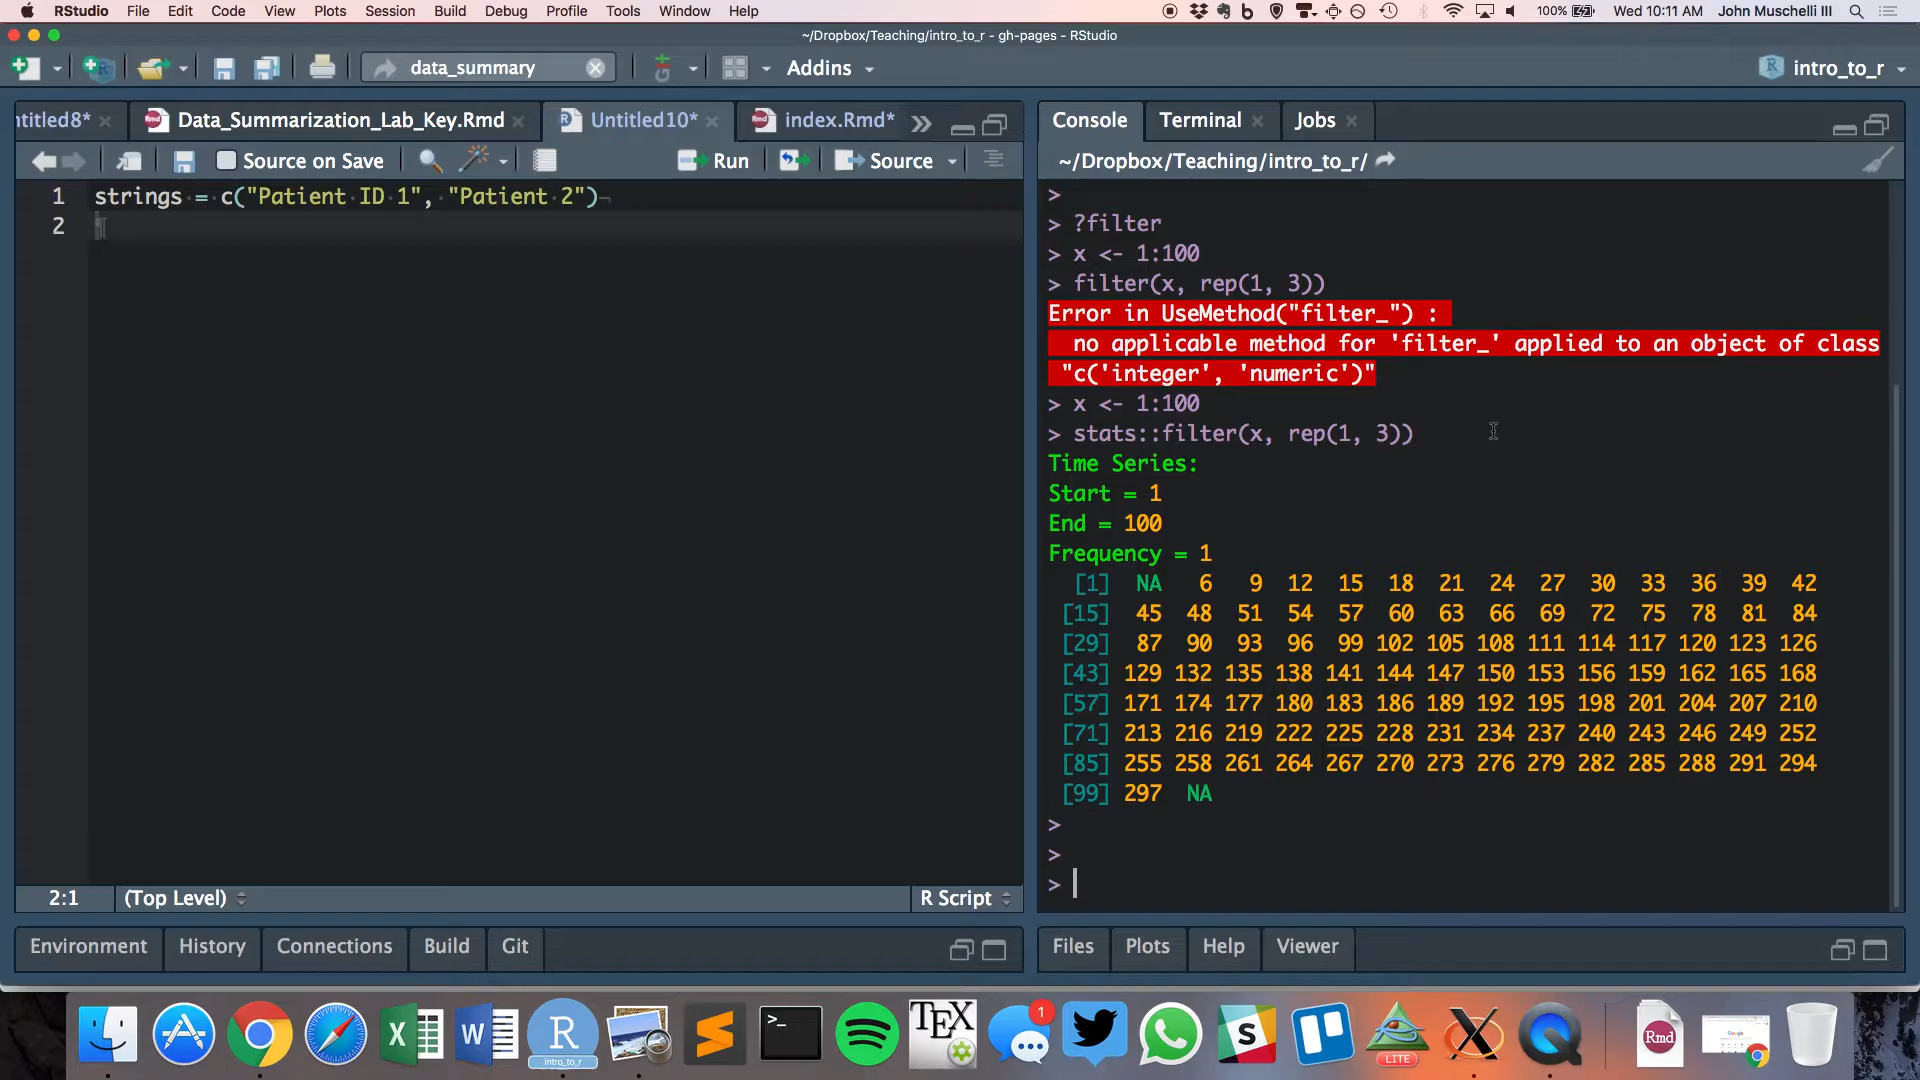 RStudio File Edit Code View Plots Session Build Debug Profile Tools Window Help 100% Wed 10:11 AM John Muschelli III
~/Dropbox/Teaching/intro_to_r - gh-pages - RStudio
data_summary Addins intro_to_r
ntitled8* Data_Summarization_Lab_Key.Rmd Untitled10* index.Rmd*
Source on Save Run Source
1 strings = c("Patient ID 1", "Patient 2")
2
2:1 (Top Level) R Script
Environment History Connections Build Git
Console Terminal Jobs
~/Dropbox/Teaching/intro_to_r/
>
> ?filter
> x <- 1:100
> filter(x, rep(1, 3))
Error in UseMethod("filter_") :
no applicable method for 'filter_' applied to an object of class
"c('integer', 'numeric')"
> x <- 1:100
> stats::filter(x, rep(1, 3))
Time Series:
Start = 1
End = 100
Frequency = 1
[1] NA 6 9 12 15 18 21 24 27 30 33 36 39 42
[15] 45 48 51 54 57 60 63 66 69 72 75 78 81 84
[29] 87 90 93 96 99 102 105 108 111 114 117 120 123 126
[43] 129 132 135 138 141 144 147 150 153 156 159 162 165 168
[57] 171 174 177 180 183 186 189 192 195 198 201 204 207 210
[71] 213 216 219 222 225 228 231 234 237 240 243 246 249 252
[85] 255 258 261 264 267 270 273 276 279 282 285 288 291 294
[99] 297 NA
>
>
>
Files Plots Help Viewer
X W R intro_to_r S >_ TEX 1 S LITE X Rmd Google